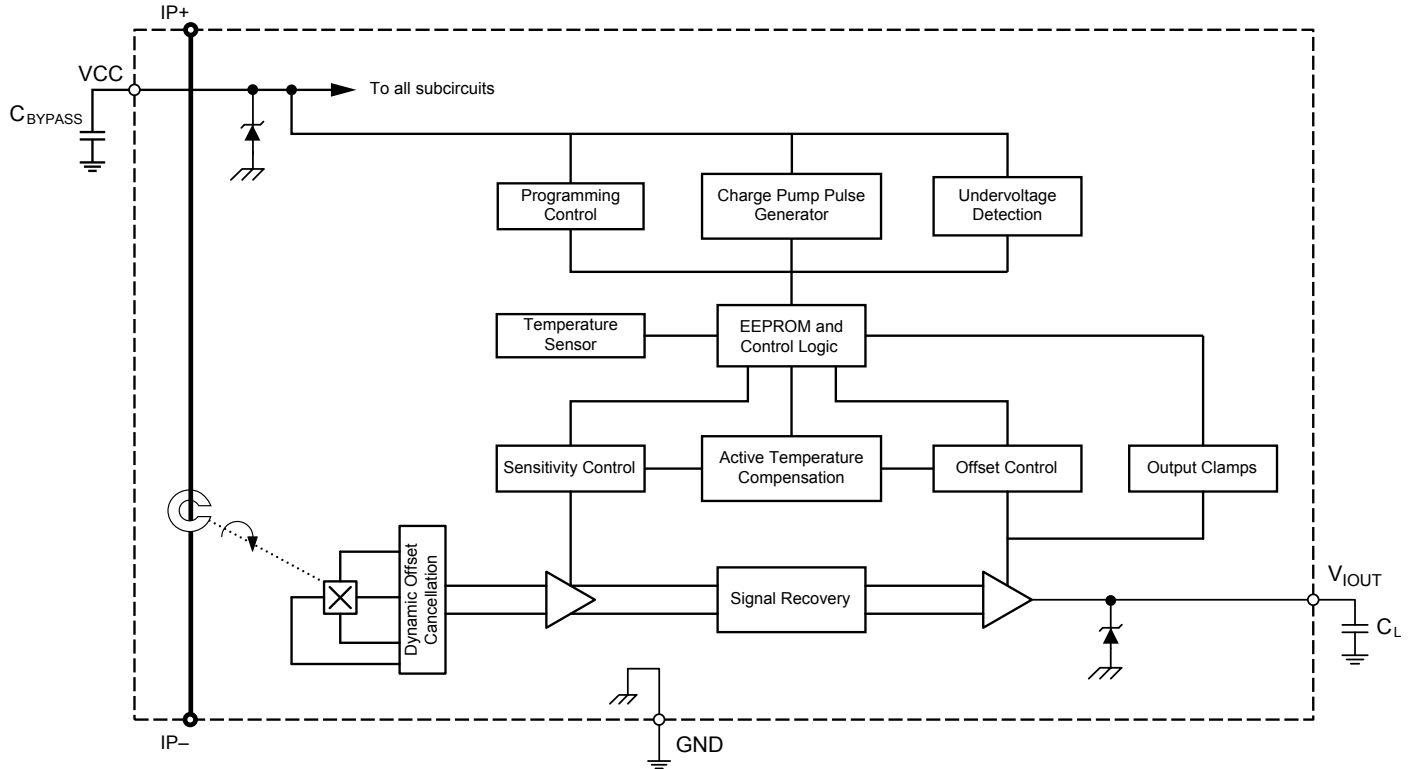 IP+
VCC
To all subcircuits
CBYPASS
Programming
Control
Charge Pump Pulse
Generator
Undervoltage
Detection
Temperature
Sensor
EEPROM and
Control Logic
Sensitivity Control
Active Temperature
Compensation
Offset Control
Output Clamps
Dynamic Offset
Cancellation
Signal Recovery
VIOUT
CL
GND
IP–